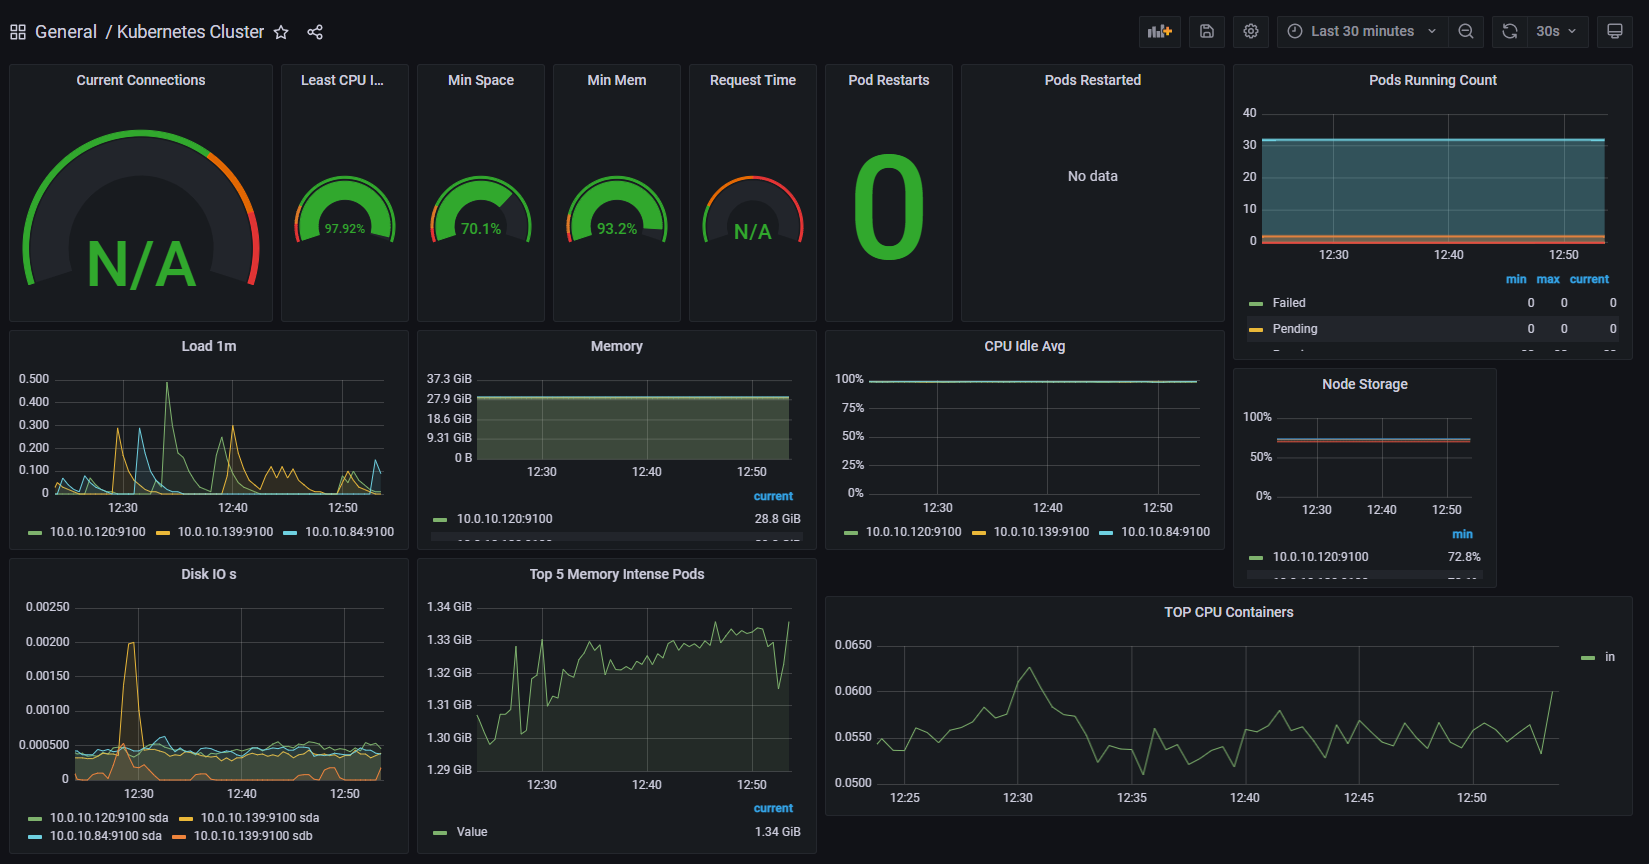 General / Kubernetes Cluster
Last 30 minutes
30s
Current Connections
N/A
Least CPU I...
97.92%
Min Space
70.1%
Min Mem
93.2%
Request Time
N/A
Pod Restarts
0
Pods Restarted
No data
Pods Running Count
40
30
20
10
0
12:30 12:40 12:50
min max current
Failed 0 0 0
Pending 0 0 0
Load 1m
0.500
0.400
0.300
0.200
0.100
0
12:30 12:40 12:50
10.0.10.120:9100 10.0.10.139:9100 10.0.10.84:9100
Memory
37.3 GiB
27.9 GiB
18.6 GiB
9.31 GiB
0 B
12:30 12:40 12:50
current
10.0.10.120:9100 28.8 GiB
CPU Idle Avg
100%
75%
50%
25%
0%
12:30 12:40 12:50
10.0.10.120:9100 10.0.10.139:9100 10.0.10.84:9100
Node Storage
100%
50%
0%
12:30 12:40 12:50
min
10.0.10.120:9100 72.8%
Disk IO s
0.00250
0.00200
0.00150
0.00100
0.000500
0
12:30 12:40 12:50
10.0.10.120:9100 sda 10.0.10.139:9100 sda
10.0.10.84:9100 sda 10.0.10.139:9100 sdb
Top 5 Memory Intense Pods
1.34 GiB
1.33 GiB
1.32 GiB
1.31 GiB
1.30 GiB
1.29 GiB
12:30 12:40 12:50
current
Value 1.34 GiB
TOP CPU Containers
0.0650
0.0600
0.0550
0.0500
12:25 12:30 12:35 12:40 12:45 12:50
in